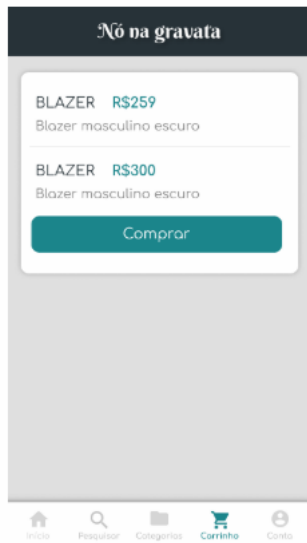 Nó na gravata
BLAZER R$259
Blazer masculino escuro
BLAZER R$300
Blazer masculino escuro
Comprar
Início Pesquisar Categorias Carrinho Conta